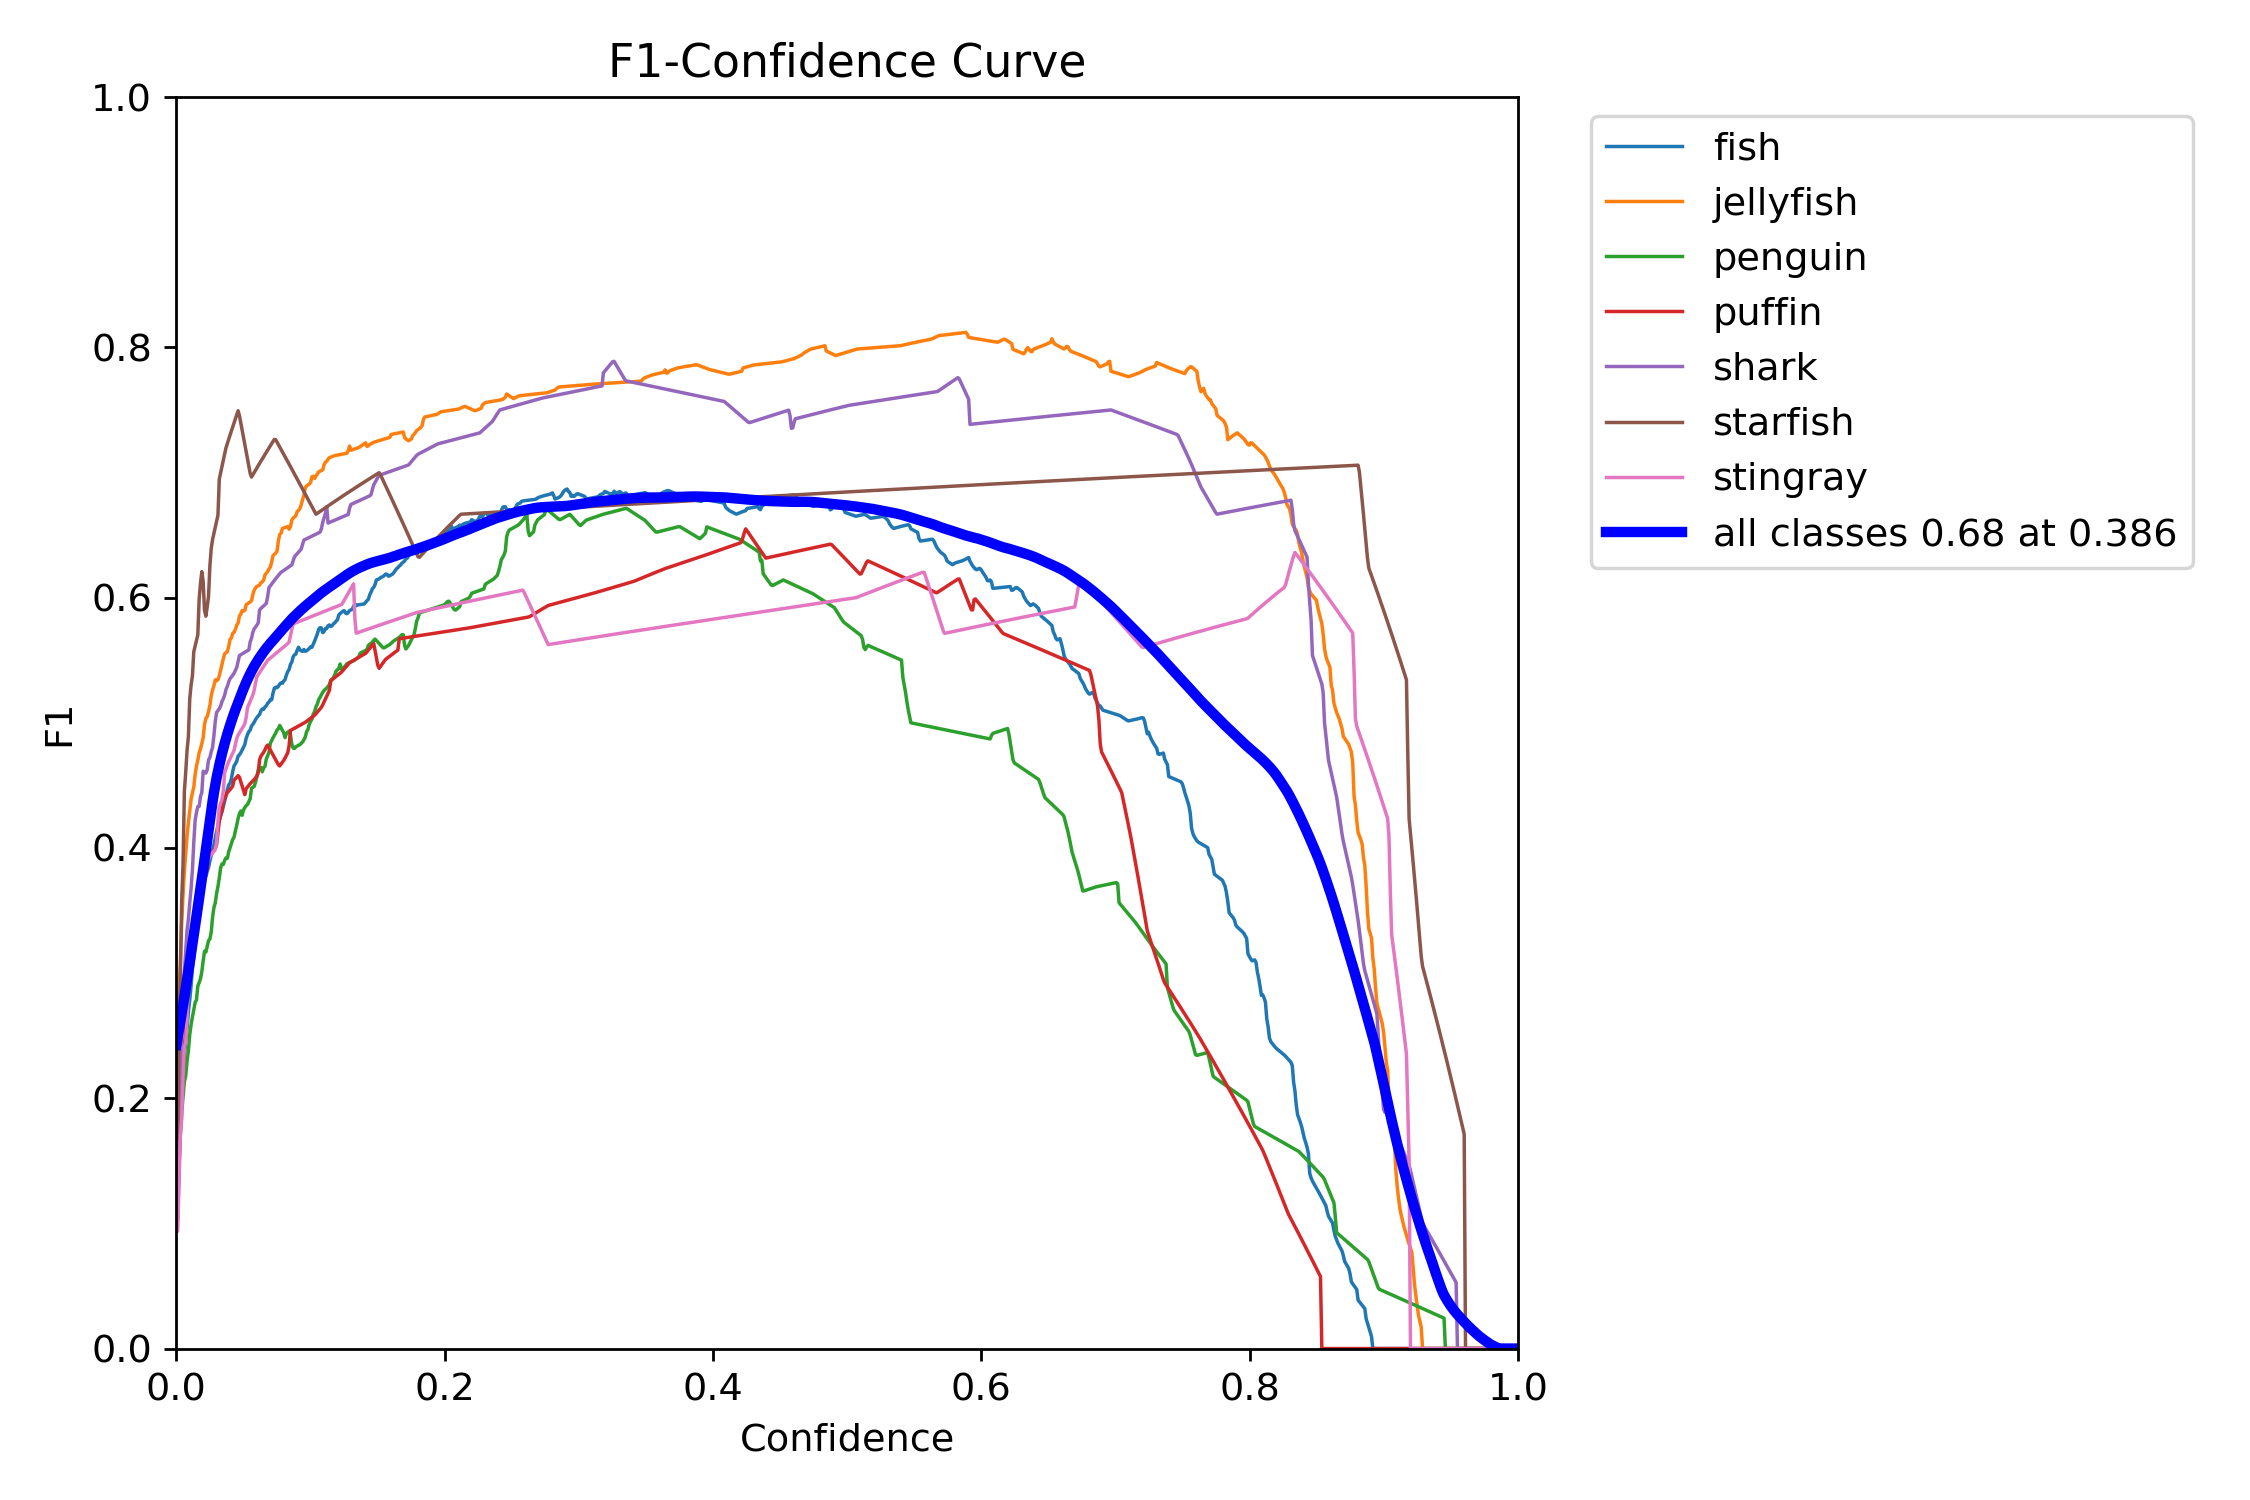 F1-Confidence Curve
1.0
0.8
0.6
0.4
0.2
0.0
F1
0.0 0.2 0.4 0.6 0.8 1.0
Confidence
fish
jellyfish
penguin
puffin
shark
starfish
stingray
all classes 0.68 at 0.386